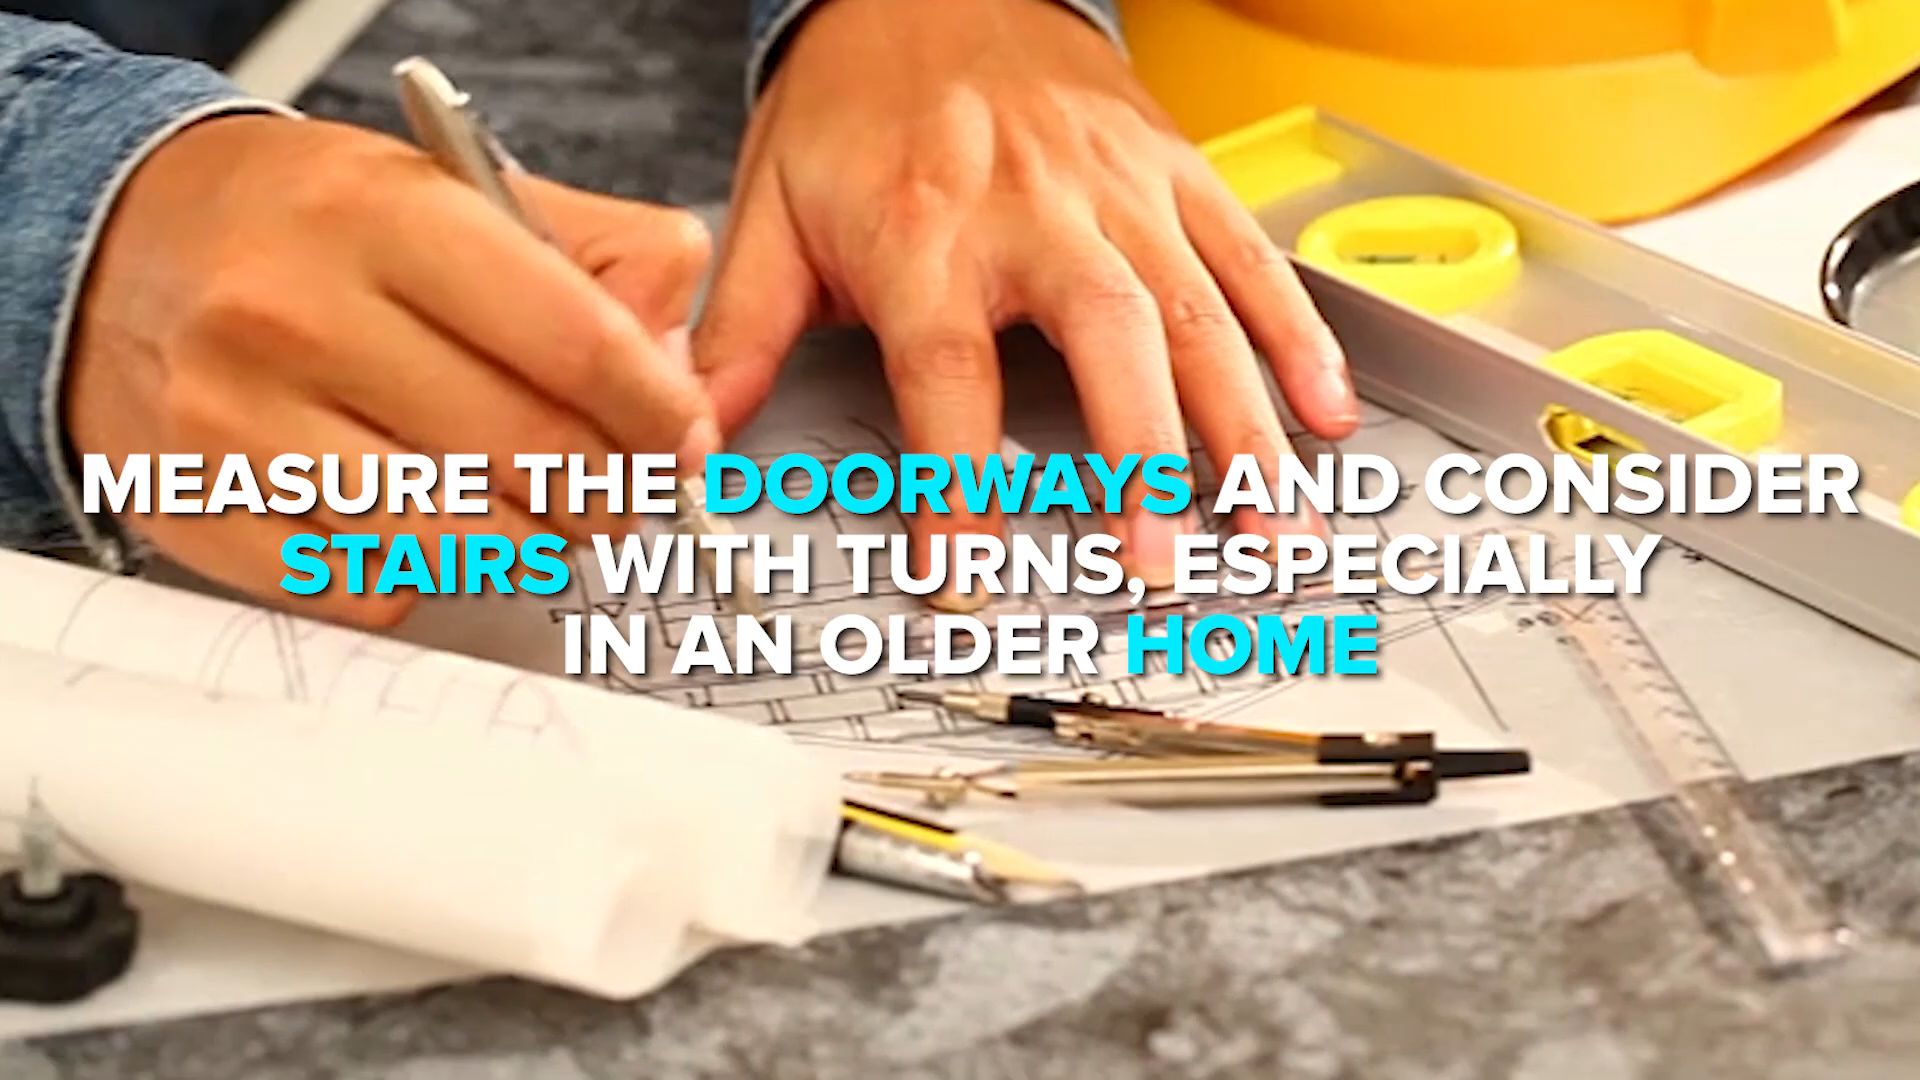 MEASURE THE DOORWAYS AND CONSIDER
STAIRS WITH TURNS, ESPECIALLY
IN AN OLDER HOME